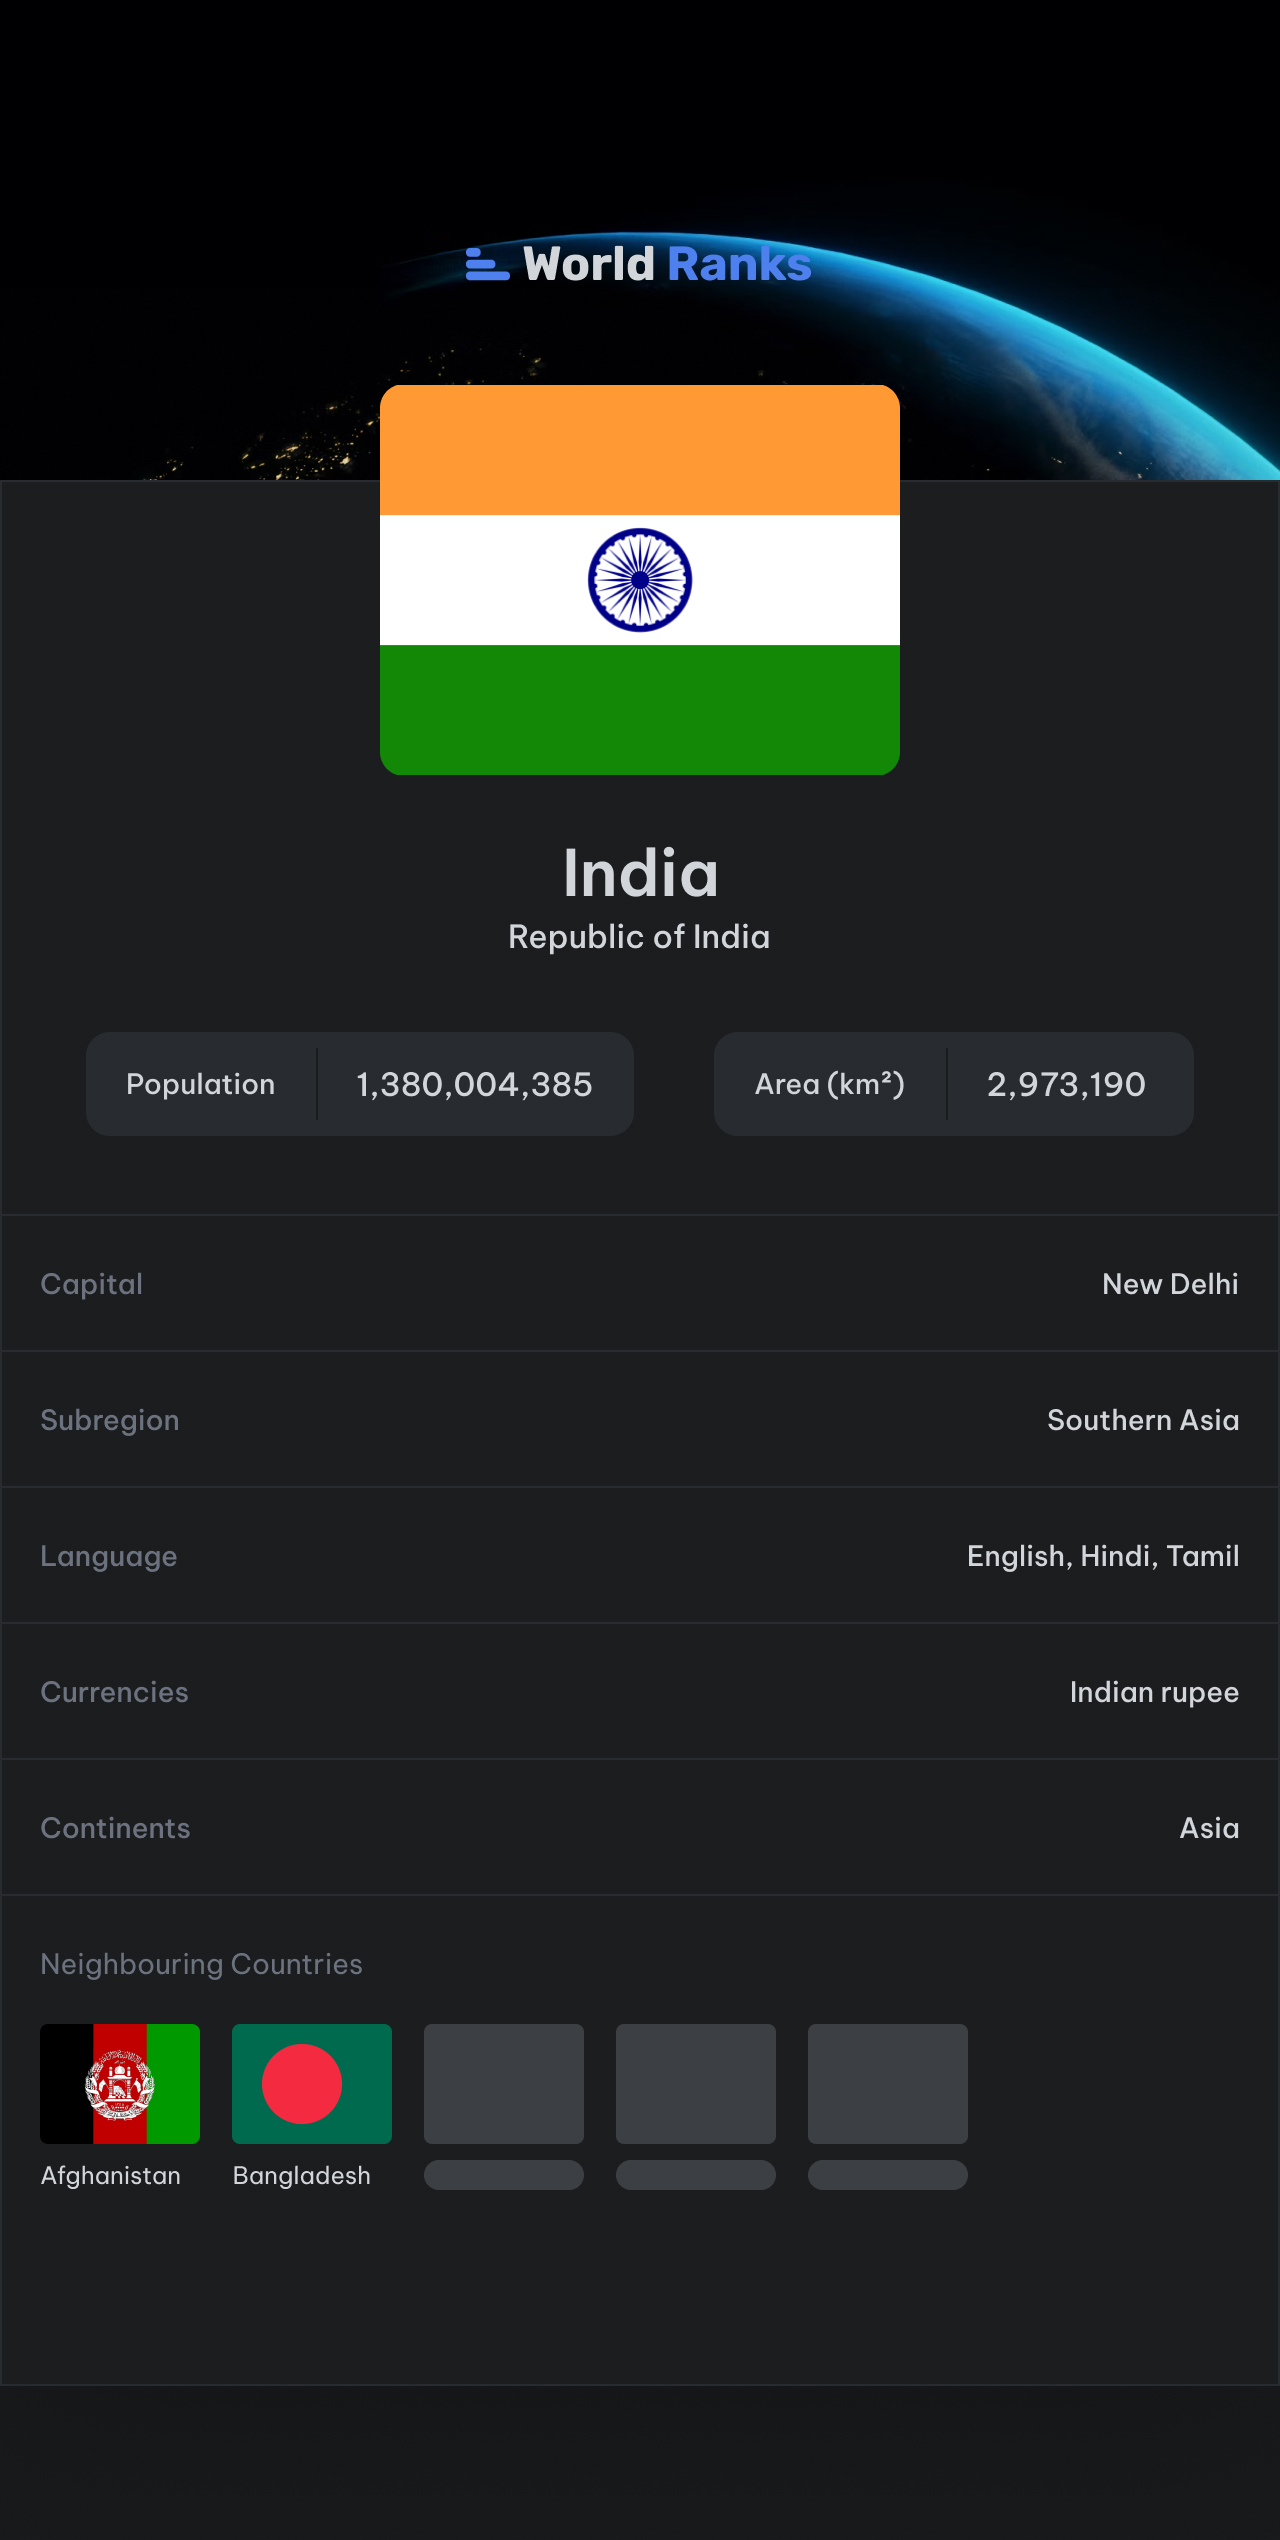 World Ranks
India
Republic of India
Population 1,380,004,385 Area (km²) 2,973,190
Capital New Delhi
Subregion Southern Asia
Language English, Hindi, Tamil
Currencies Indian rupee
Continents Asia
Neighbouring Countries
Afghanistan Bangladesh